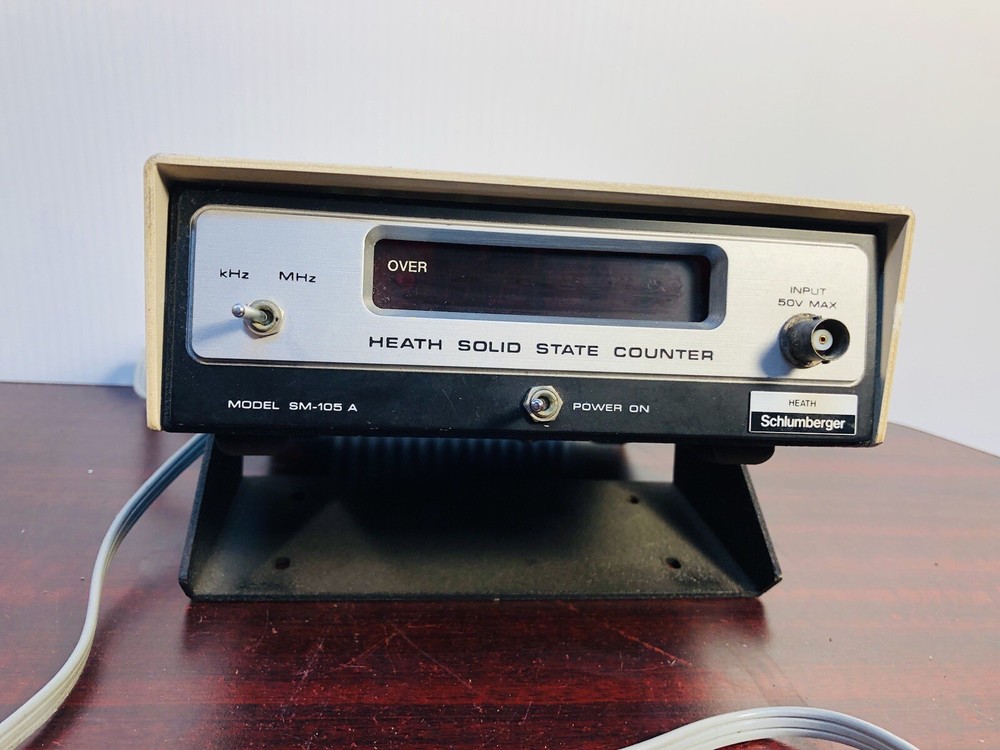 kHz MHz
OVER
INPUT
50V MAX
HEATH SOLID STATE COUNTER
MODEL SM-105 A
POWER ON
HEATH
Schlumberger